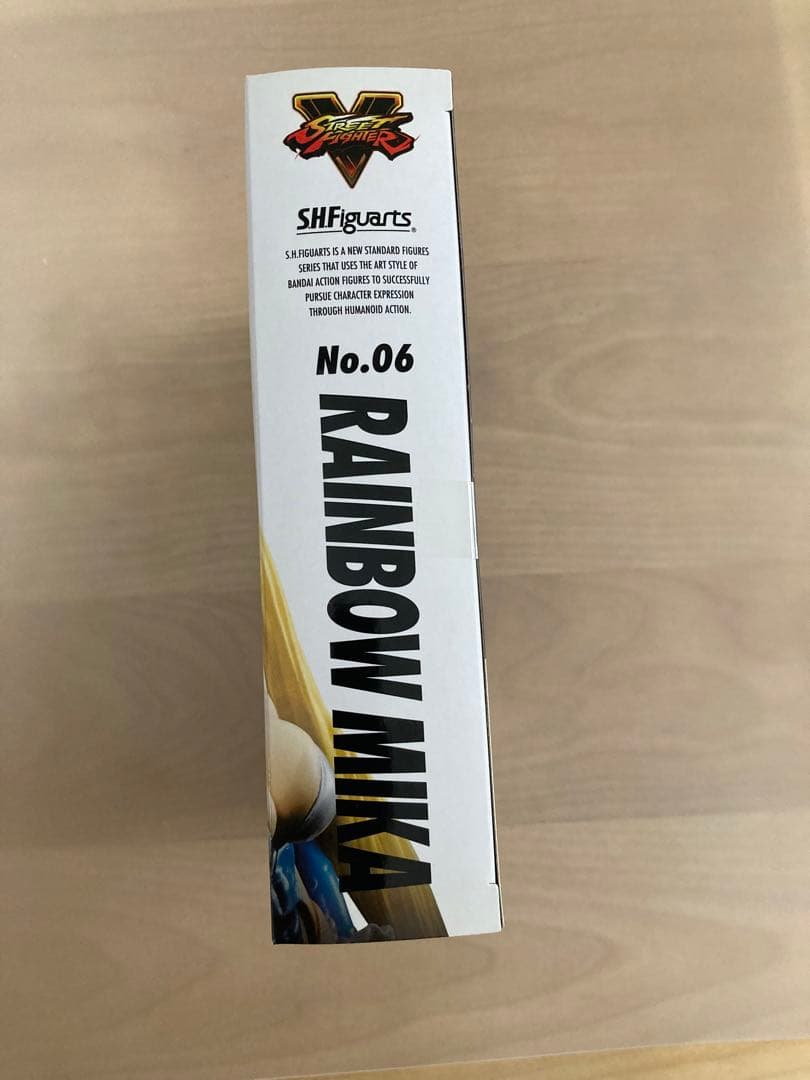 V
STREET
FIGHTER
S.H.Figuarts®
S.H.FIGUARTS IS A NEW STANDARD FIGURES
SERIES THAT USES THE ART STYLE OF
BANDAI ACTION FIGURES TO SUCCESSFULLY
PURSUE CHARACTER EXPRESSION
THROUGH HUMANOID ACTION.
No.06
RAINBOW MIKA